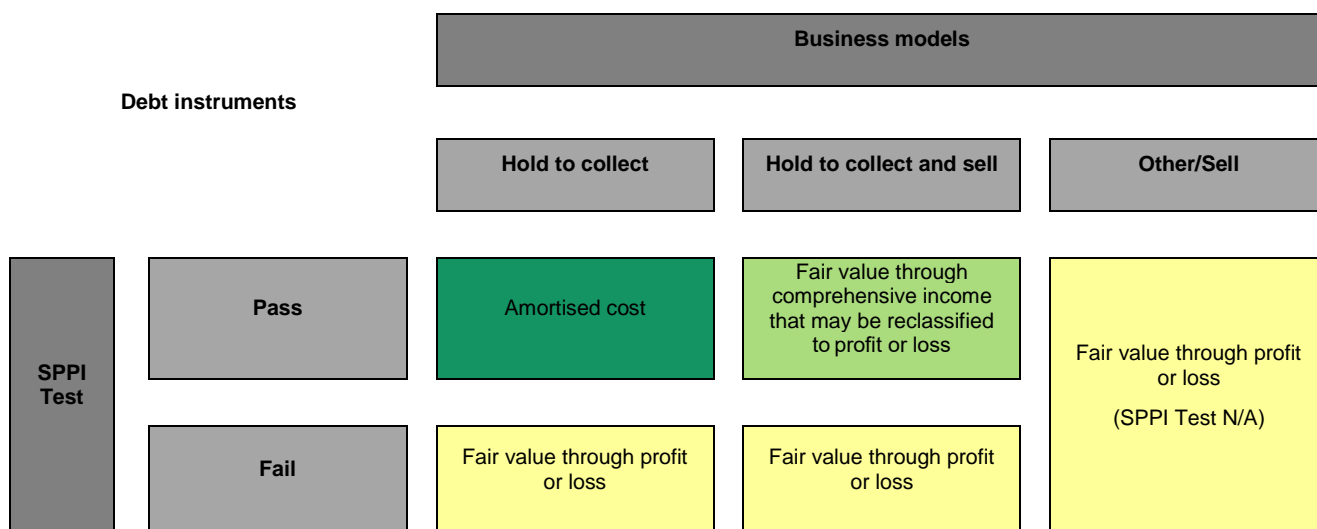 Business models
Debt instruments
Hold to collect
Hold to collect and sell
Other/Sell
SPPI
Test
Pass
Amortised cost
Fair value through
comprehensive income
that may be reclassified
to profit or loss
Fair value through profit
or loss
(SPPI Test N/A)
Fail
Fair value through profit
or loss
Fair value through profit
or loss